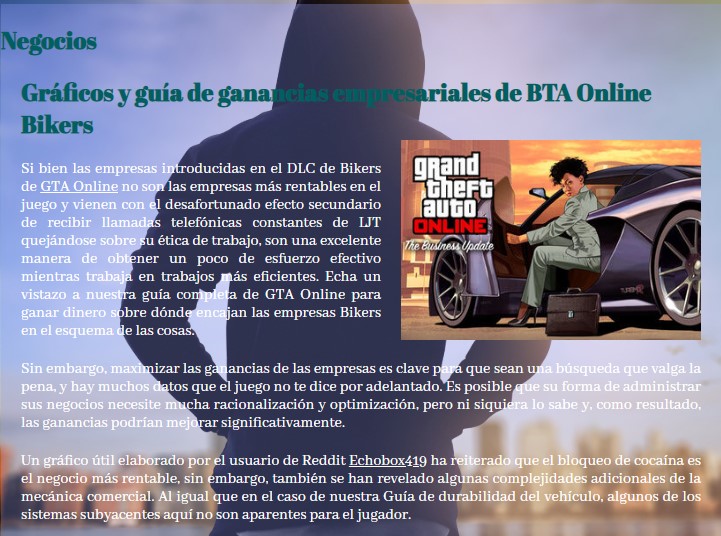 Negocios
Gráficos y guía de ganancias empresariales de BTA Online
Bikers
Si bien las empresas introducidas en el DLC de Bikers
de GTA Online no son las empresas más rentables en el
juego y vienen con el desafortunado efecto secundario
de recibir llamadas telefónicas constantes de LJT
quejándose sobre su ética de trabajo, son una excelente
manera de obtener un poco de esfuerzo efectivo
mientras trabaja en trabajos más eficientes. Echa un
vistazo a nuestra guía completa de GTA Online para
ganar dinero sobre dónde encajan las empresas Bikers
en el esquema de las cosas.
grand
theft
auto
ONLINE
The Business Update
Sin embargo, maximizar las ganancias de las empresas es clave para que sean una búsqueda que valga la
pena, y hay muchos datos que el juego no te dice por adelantado. Es posible que su forma de administrar
sus negocios necesite mucha racionalización y optimización, pero ni siquiera lo sabe y, como resultado,
las ganancias podrían mejorar significativamente.
Un gráfico útil elaborado por el usuario de Reddit Echobox419 ha reiterado que el bloqueo de cocaína es
el negocio más rentable, sin embargo, también se han revelado algunas complejidades adicionales de la
mecánica comercial. Al igual que en el caso de nuestra Guía de durabilidad del vehículo, algunos de los
sistemas subyacentes aquí no son aparentes para el jugador.